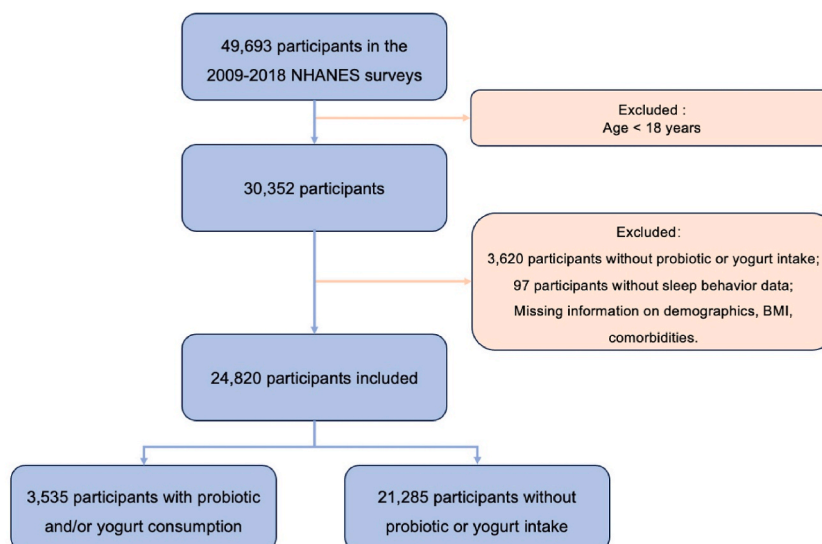 49,693 participants in the
2009-2018 NHANES surveys
Excluded :
Age < 18 years
30,352 participants
Excluded:
3,620 participants without probiotic or yogurt intake;
97 participants without sleep behavior data;
Missing information on demographics, BMI,
comorbidities.
24,820 participants included
3,535 participants with probiotic
and/or yogurt consumption
21,285 participants without
probiotic or yogurt intake